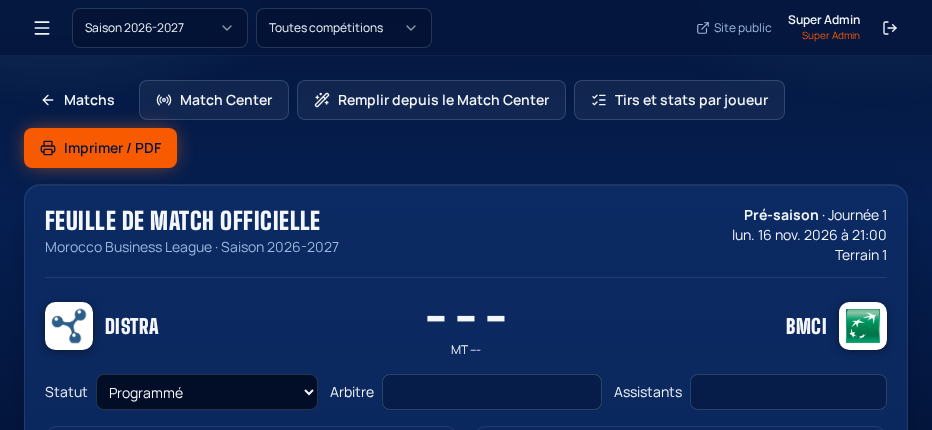 Saison 2026-2027
Toutes compétitions
Site public
Super Admin
Super Admin
Matchs
Match Center
Remplir depuis le Match Center
Tirs et stats par joueur
Imprimer / PDF
FEUILLE DE MATCH OFFICIELLE
Morocco Business League · Saison 2026-2027
Pré-saison · Journée 1
lun. 16 nov. 2026 à 21:00
Terrain 1
DISTRA
– – –
BMCI
MT –-
Statut
Programmé
Arbitre
Assistants